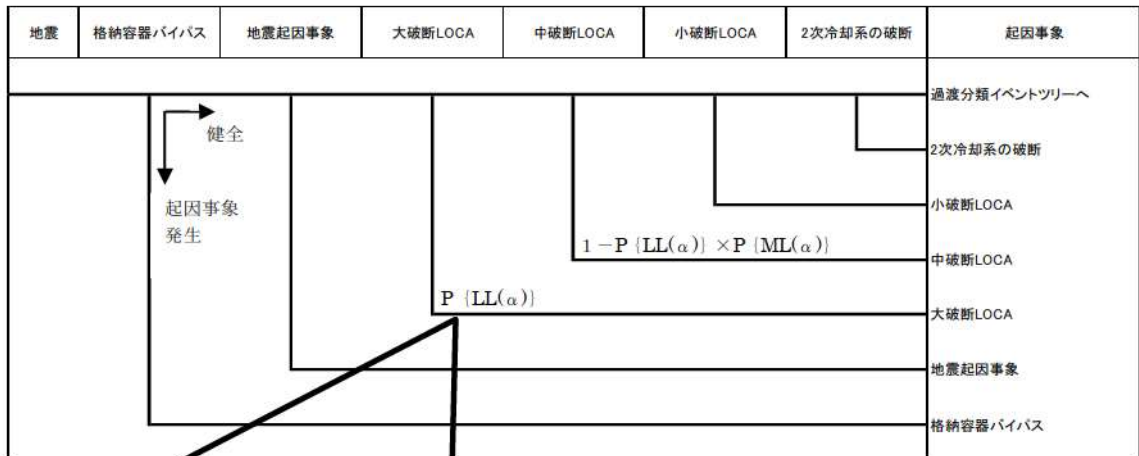 地震 格納容器バイパス 地震起因事象 大破断LOCA 中破断LOCA 小破断LOCA 2次冷却系の破断 起因事象
過渡分類イベントツリーへ
健全
2次冷却系の破断
起因事象
発生
小破断LOCA
1－P{LL(α)}×P{ML(α)}
中破断LOCA
P{LL(α)}
大破断LOCA
地震起因事象
格納容器バイパス